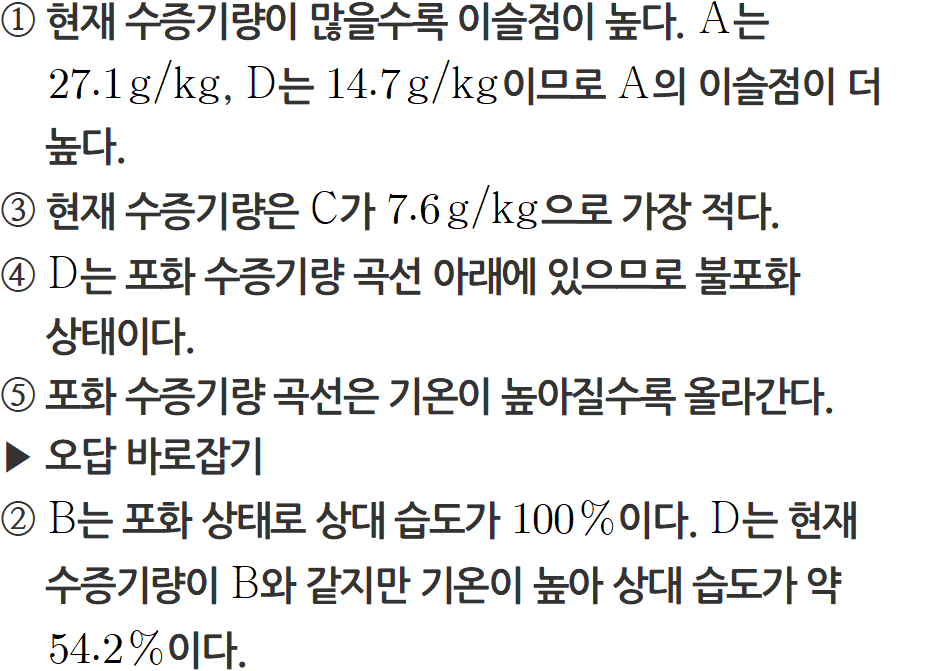 ① 현재 수증기량이 많을수록 이슬점이 높다. A는
27.1 g/kg, D는 14.7 g/kg이므로 A의 이슬점이 더
높다.
③ 현재 수증기량은 C가 7.6 g/kg으로 가장 적다.
④ D는 포화 수증기량 곡선 아래에 있으므로 불포화
상태이다.
⑤ 포화 수증기량 곡선은 기온이 높아질수록 올라간다.
▶ 오답 바로잡기
② B는 포화 상태로 상대 습도가 100 %이다. D는 현재
수증기량이 B와 같지만 기온이 높아 상대 습도가 약
54.2 %이다.